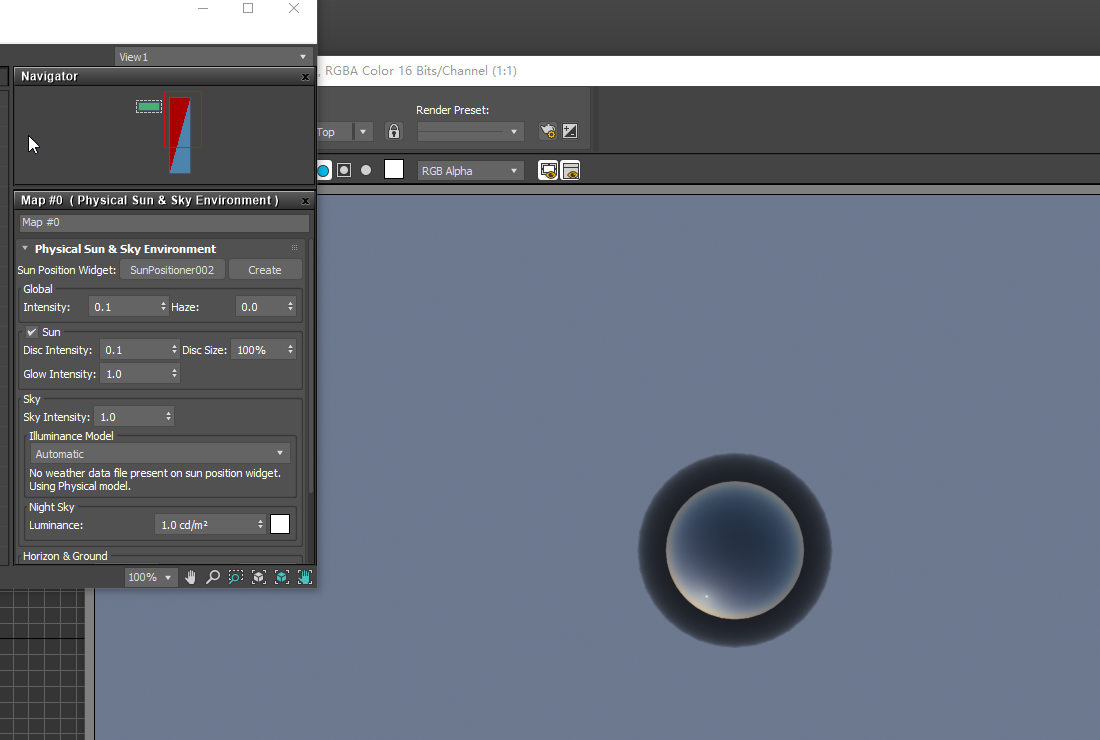 View1
Navigator
, RGBA Color 16 Bits/Channel (1:1)
Render Preset:
Top
RGB Alpha
Map #0 ( Physical Sun & Sky Environment )
Map #0
Physical Sun & Sky Environment
Sun Position Widget: SunPositioner002 Create
Global
Intensity: 0.1 Haze: 0.0
Sun
Disc Intensity: 0.1 Disc Size: 100%
Glow Intensity: 1.0
Sky
Sky Intensity: 1.0
Illuminance Model
Automatic
No weather data file present on sun position widget.
Using Physical model.
Night Sky
Luminance: 1.0 cd/m²
Horizon & Ground
100%